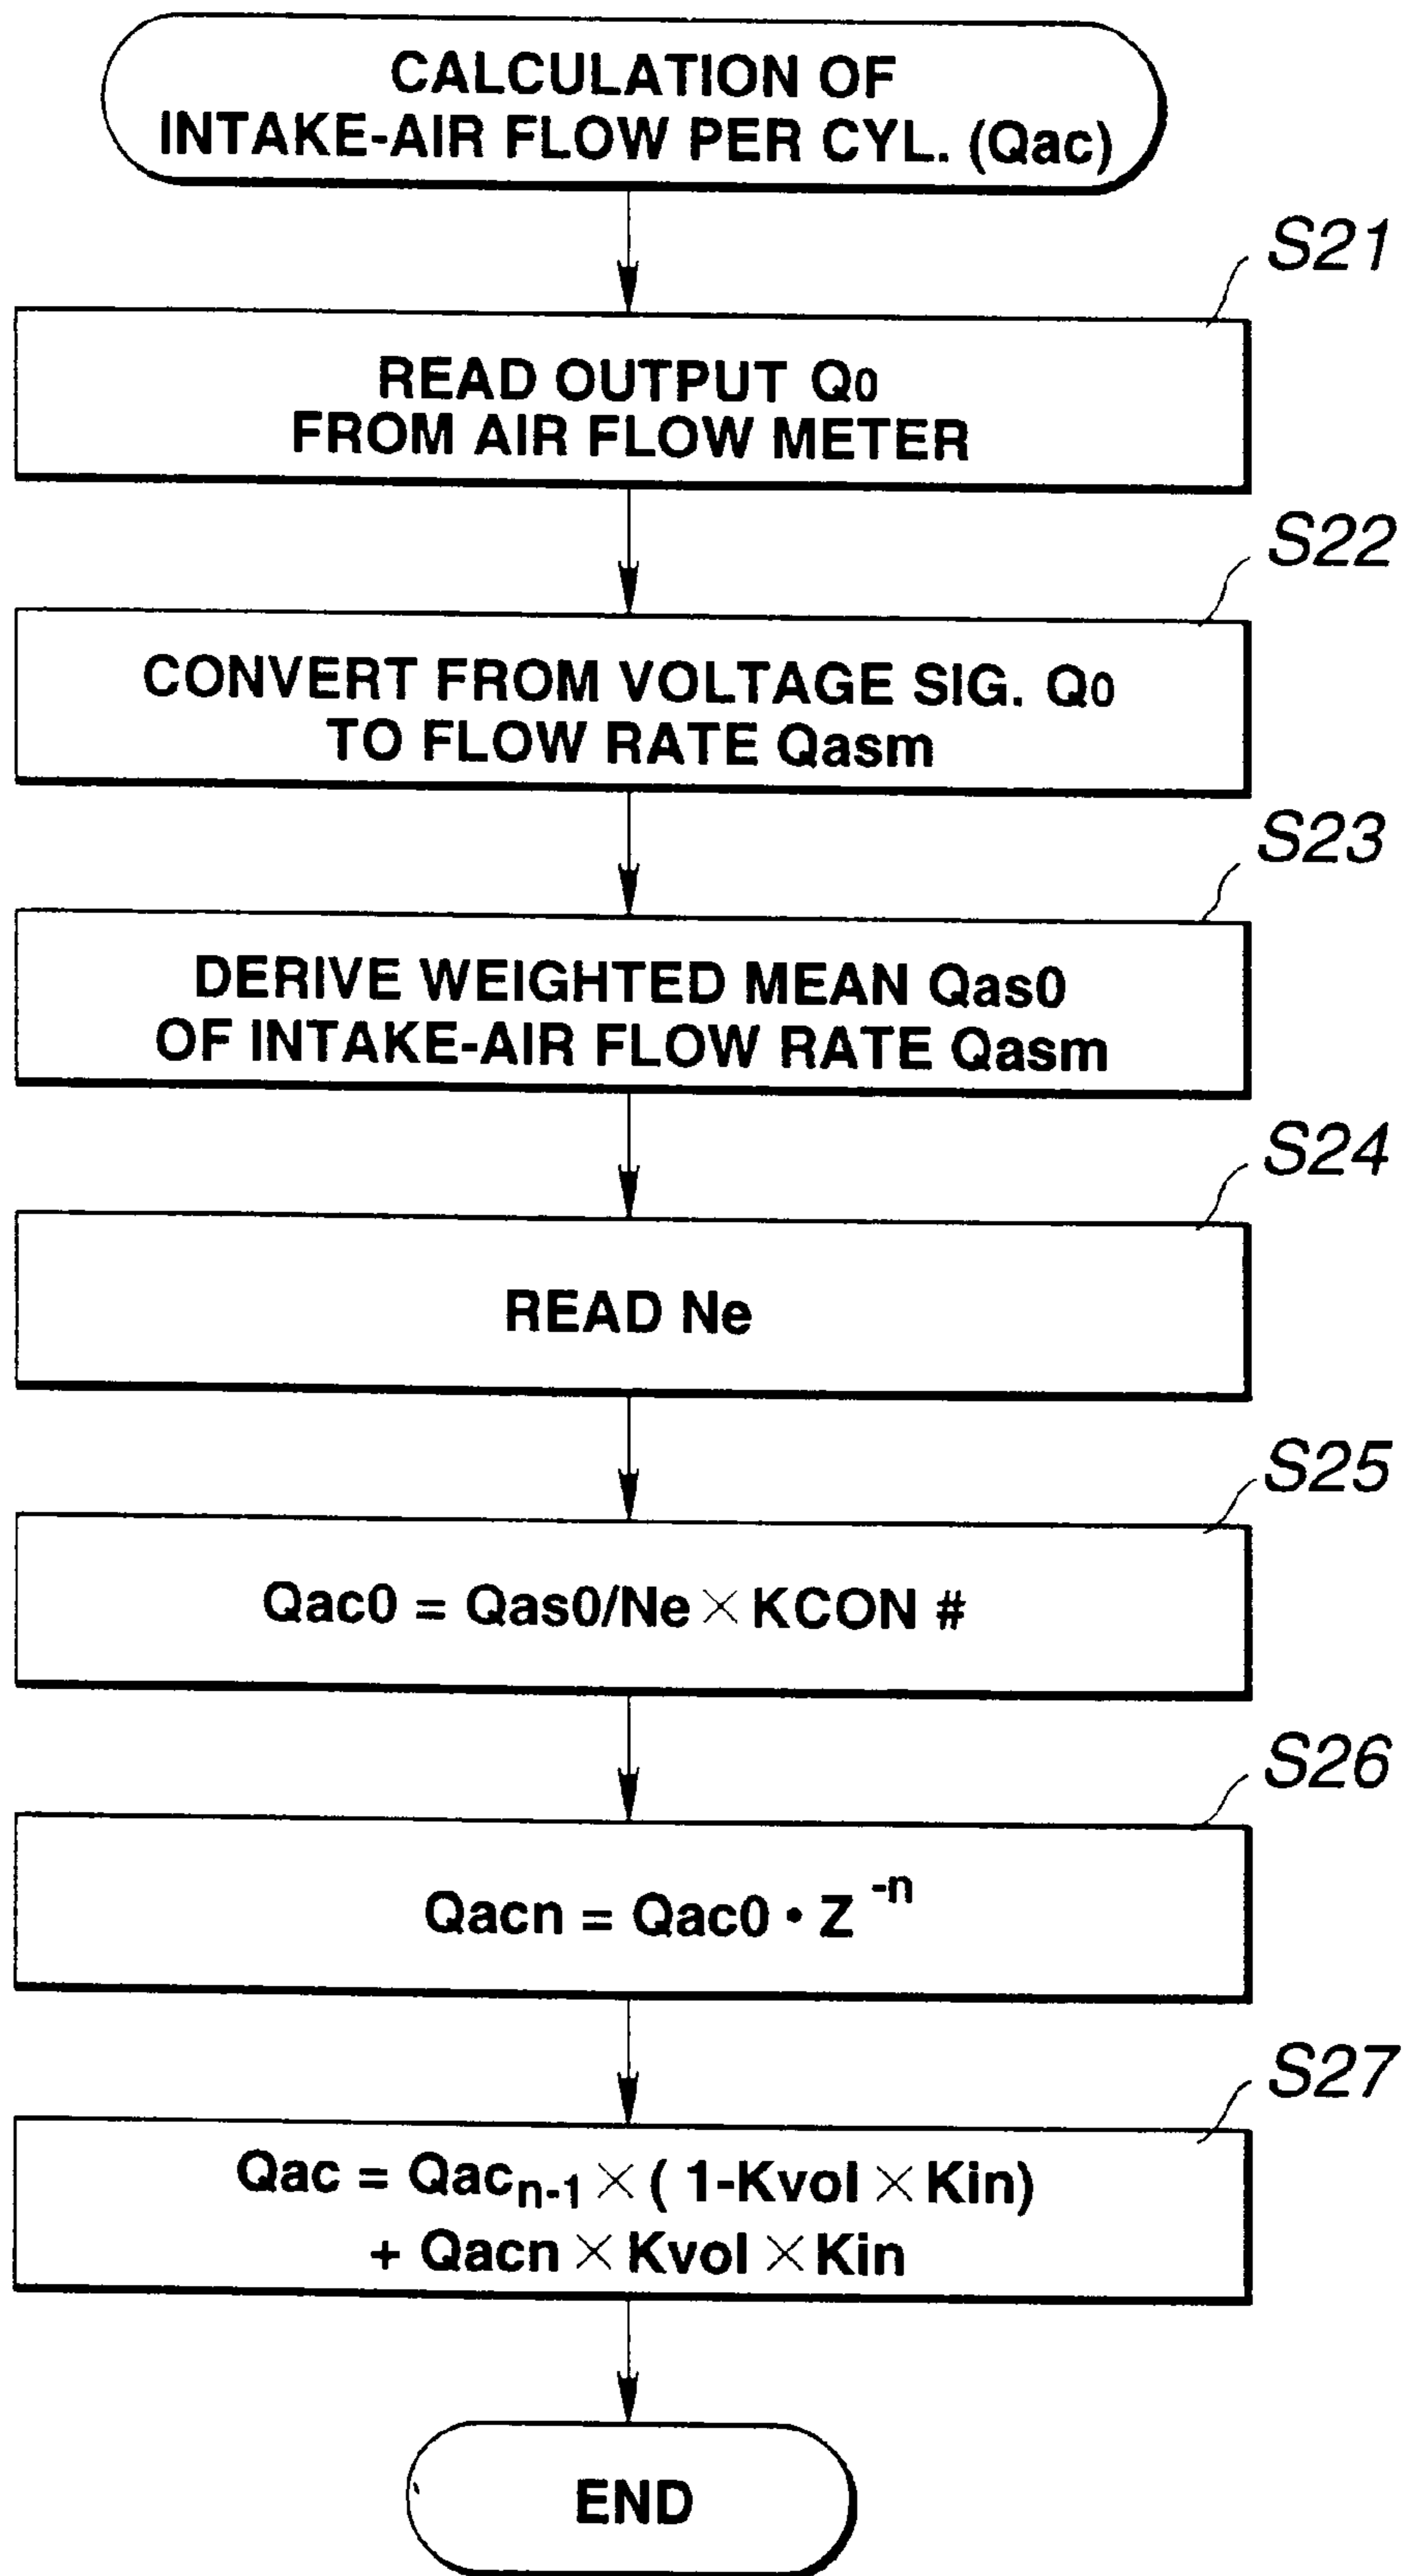 CALCULATION OF
INTAKE-AIR FLOW PER CYL. (Qac)
S21
READ OUTPUT Q0
FROM AIR FLOW METER
S22
CONVERT FROM VOLTAGE SIG. Q0
TO FLOW RATE Qasm
S23
DERIVE WEIGHTED MEAN Qas0
OF INTAKE-AIR FLOW RATE Qasm
S24
READ Ne
S25
Qac0 = Qas0/Ne × KCON #
S26
Qacn = Qac0 • Z -n
S27
Qac = Qacn-1 × ( 1-Kvol × Kin)
+ Qacn × Kvol × Kin
END